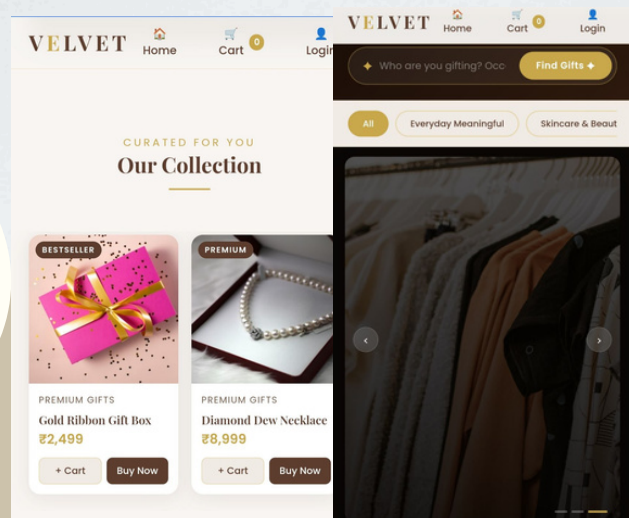 VELVET
Home
Cart 0
Login
CURATED FOR YOU
Our Collection
BESTSELLER
PREMIUM GIFTS
Gold Ribbon Gift Box
₹2,499
+ Cart
Buy Now
PREMIUM
PREMIUM GIFTS
Diamond Dew Necklace
₹8,999
+ Cart
Buy Now
VELVET
Home
Cart 0
Login
Who are you gifting? Occ
Find Gifts
All
Everyday Meaningful
Skincare & Beaut